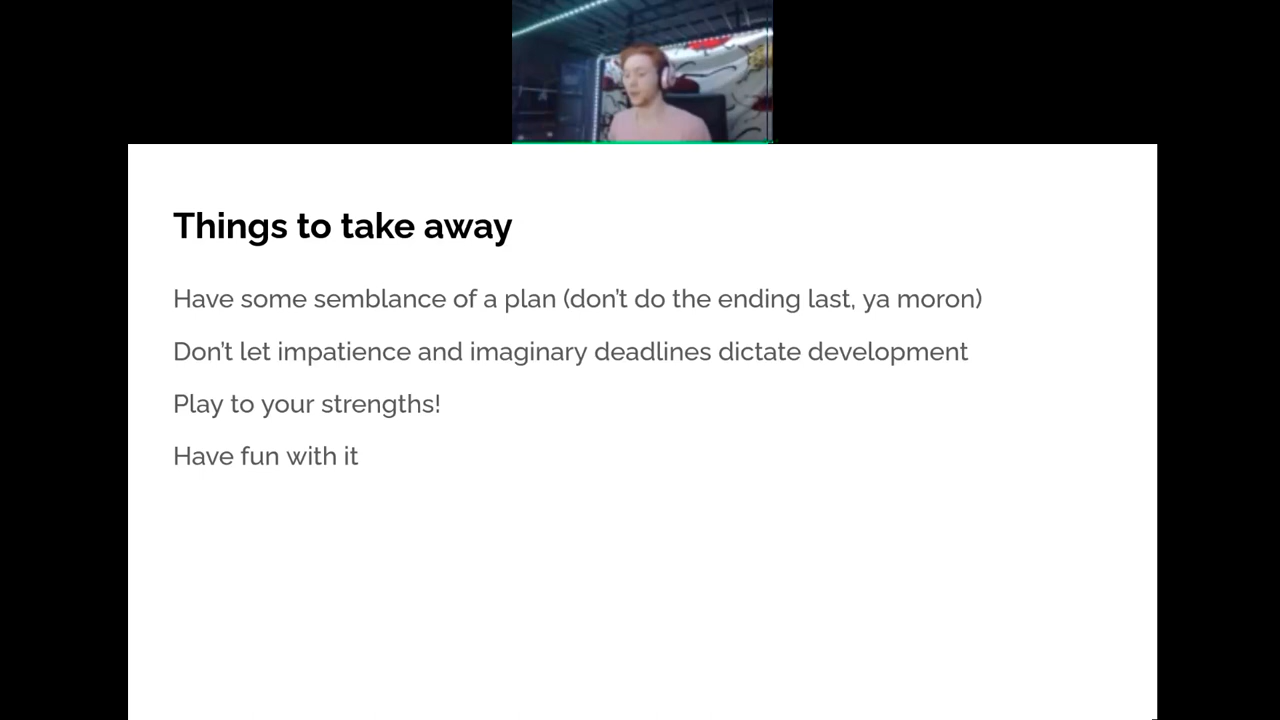 Things to take away
Have some semblance of a plan (don’t do the ending last, ya moron)
Don’t let impatience and imaginary deadlines dictate development
Play to your strengths!
Have fun with it